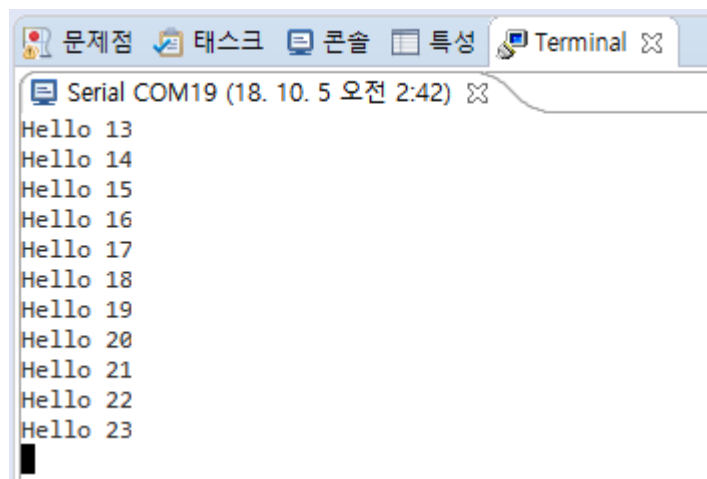 문제점 태스크 콘솔 특성 Terminal
Serial COM19 (18. 10. 5 오전 2:42)
Hello 13
Hello 14
Hello 15
Hello 16
Hello 17
Hello 18
Hello 19
Hello 20
Hello 21
Hello 22
Hello 23